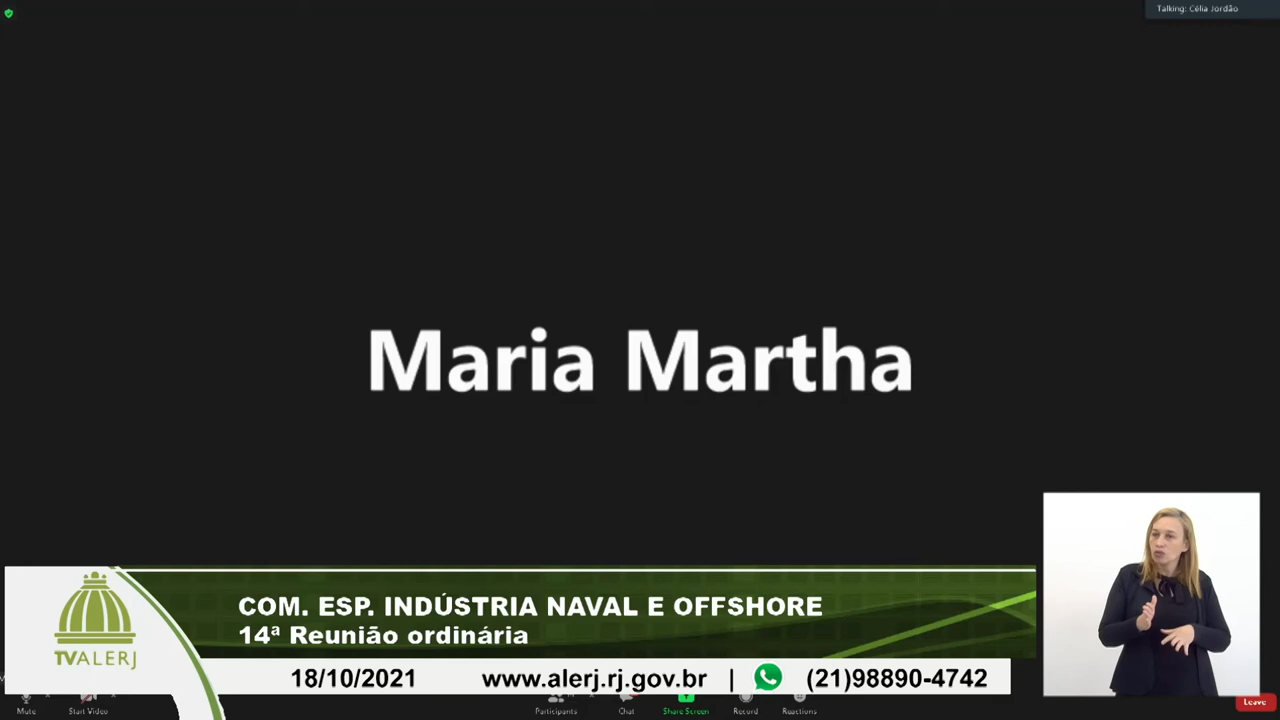 Talking: Célia Jordão
Maria Martha
COM. ESP. INDÚSTRIA NAVAL E OFFSHORE
14ª Reunião ordinária
TVALERJ
18/10/2021 www.alerj.rj.gov.br | (21)98890-4742
Mute Start Video Participants Chat Share Screen Record Reactions Leave